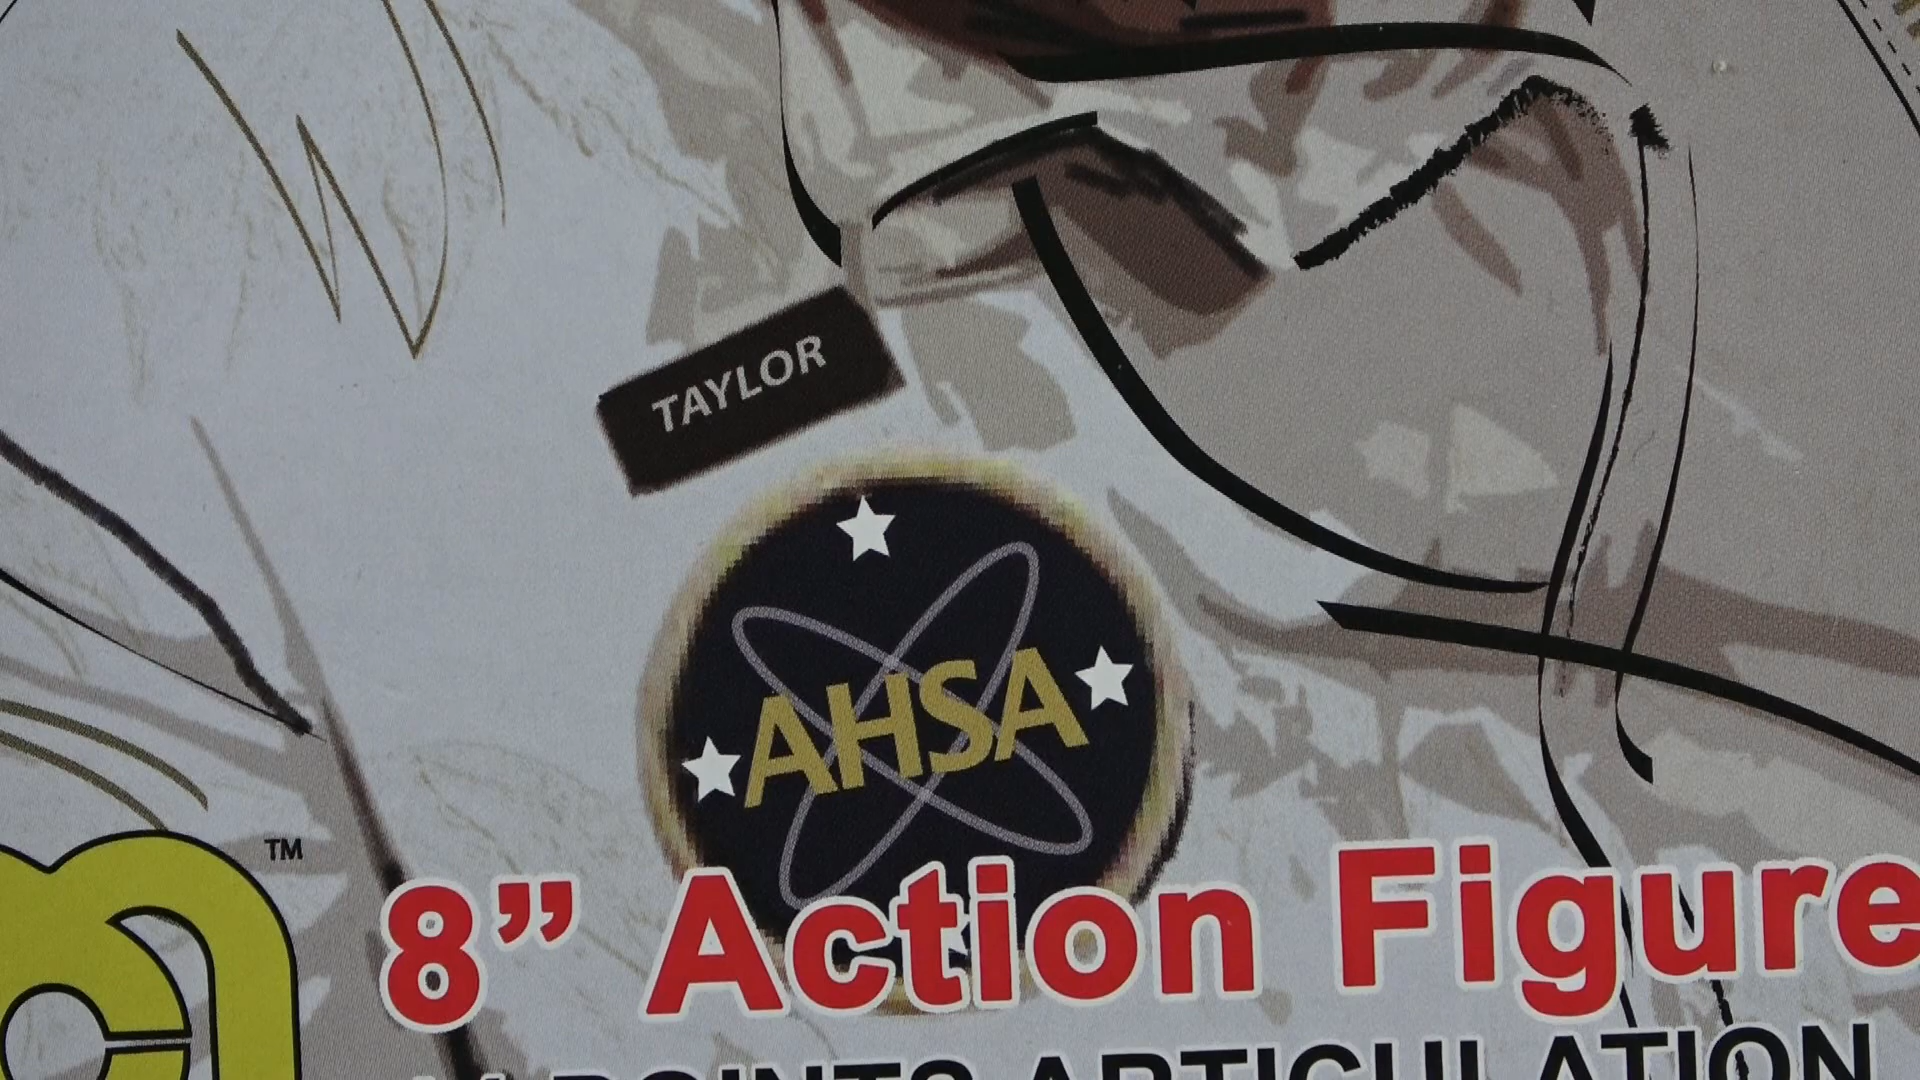 TAYLOR
AHSA
TM
8” Action Figure
POINTS ARTICULATION